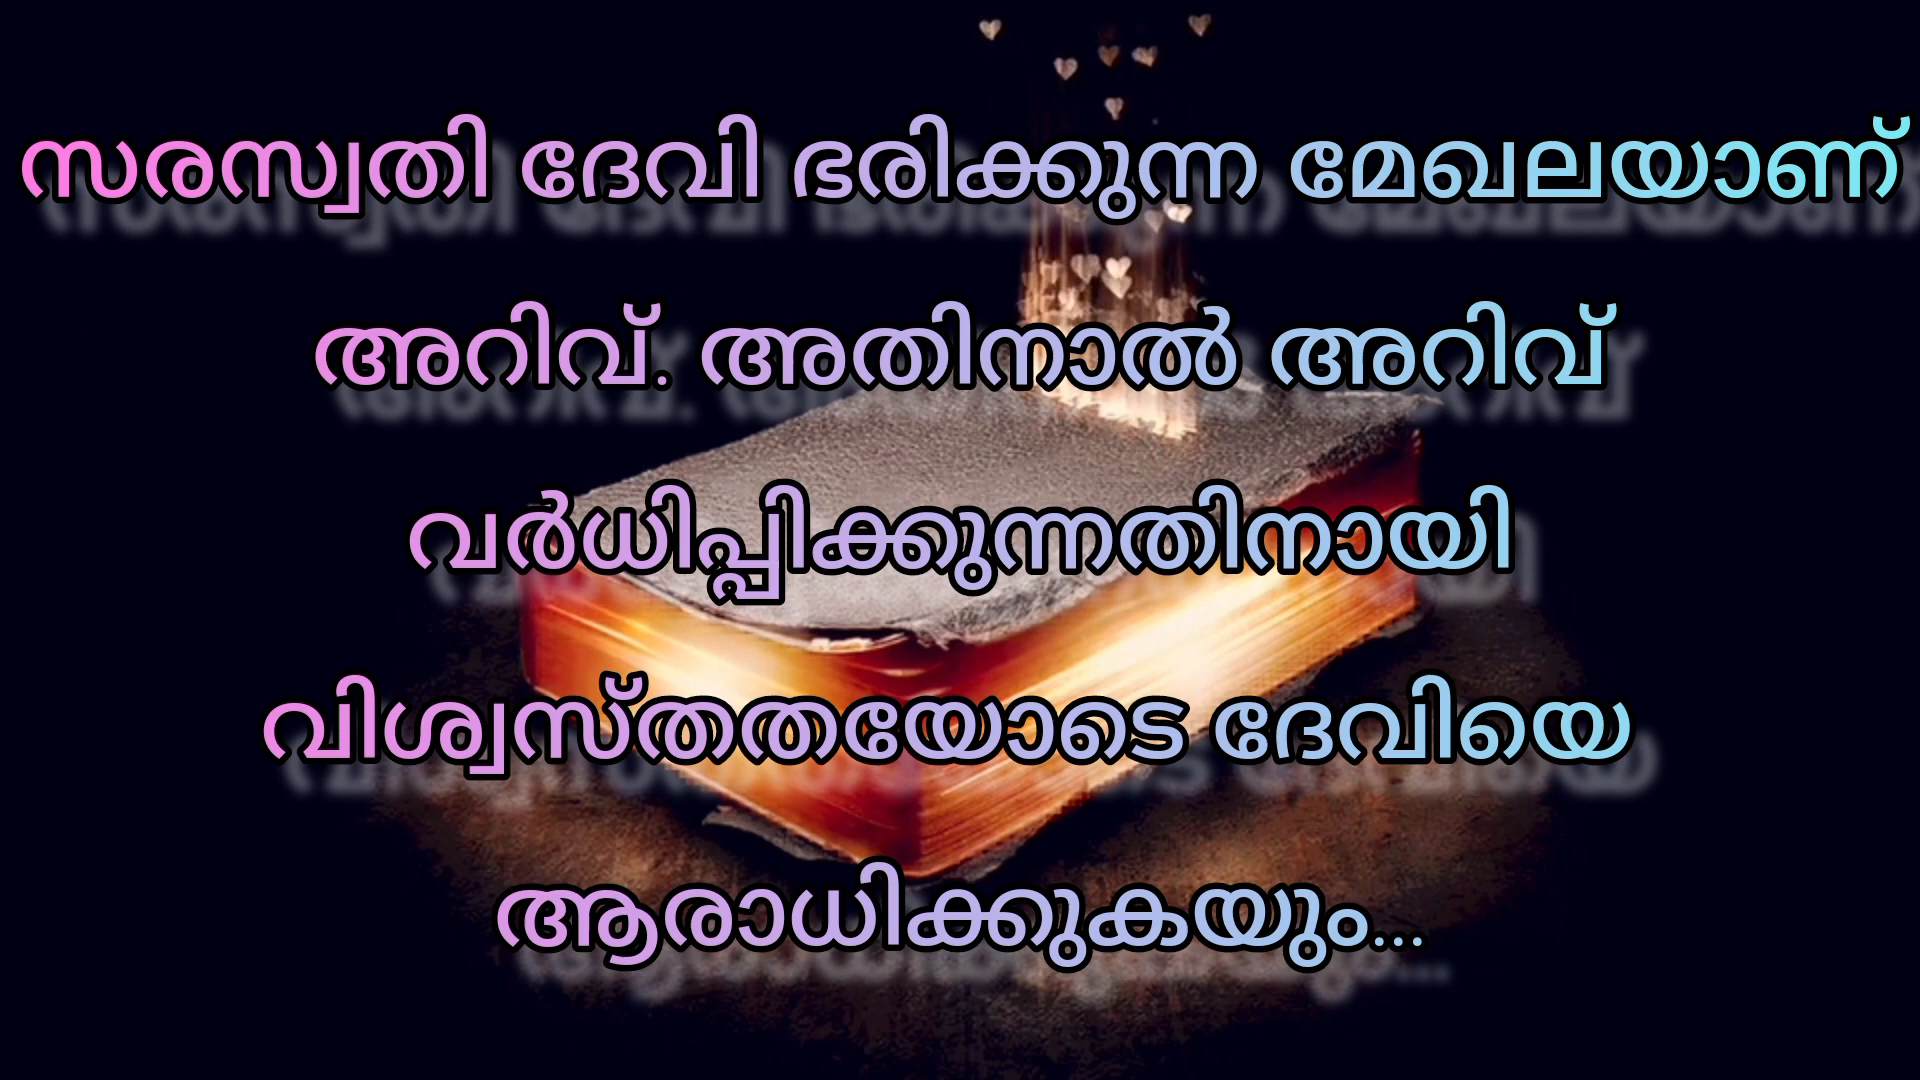 സരസ്വതി ദേവി ഭരിക്കുന്ന മേഖലയാണ്
അറിവ്. അതിനാൽ അറിവ്
വർധിപ്പിക്കുന്നതിനായി
വിശ്വസ്തതയോടെ ദേവിയെ
ആരാധിക്കുകയും...